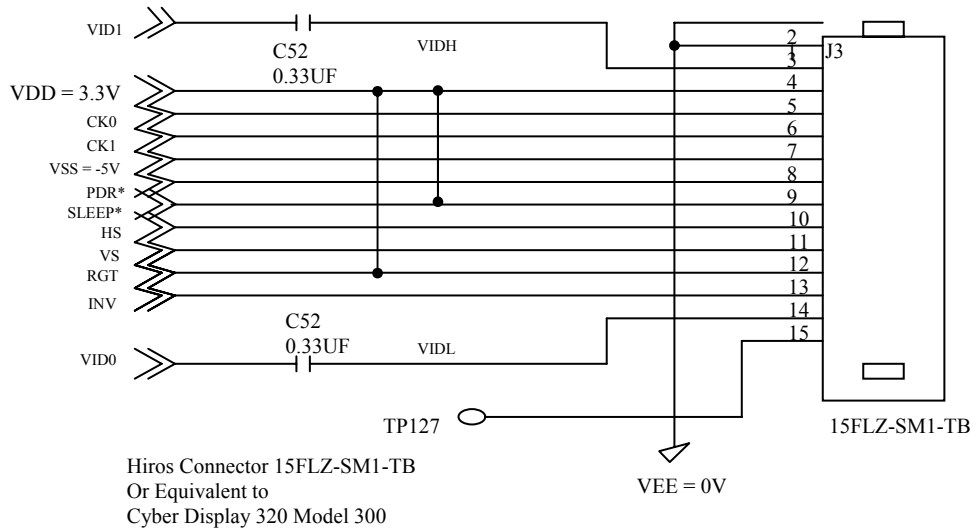 VID1
C52
0.33UF
VIDH
2
J3
3
VDD = 3.3V
4
5
CK0
6
CK1
7
VSS = -5V
8
PDR*
9
SLEEP*
10
HS
11
VS
12
RGT
13
INV
14
C52
0.33UF
VIDL
15
VID0
TP127
15FLZ-SM1-TB
VEE = 0V
Hiros Connector 15FLZ-SM1-TB
Or Equivalent to
Cyber Display 320 Model 300